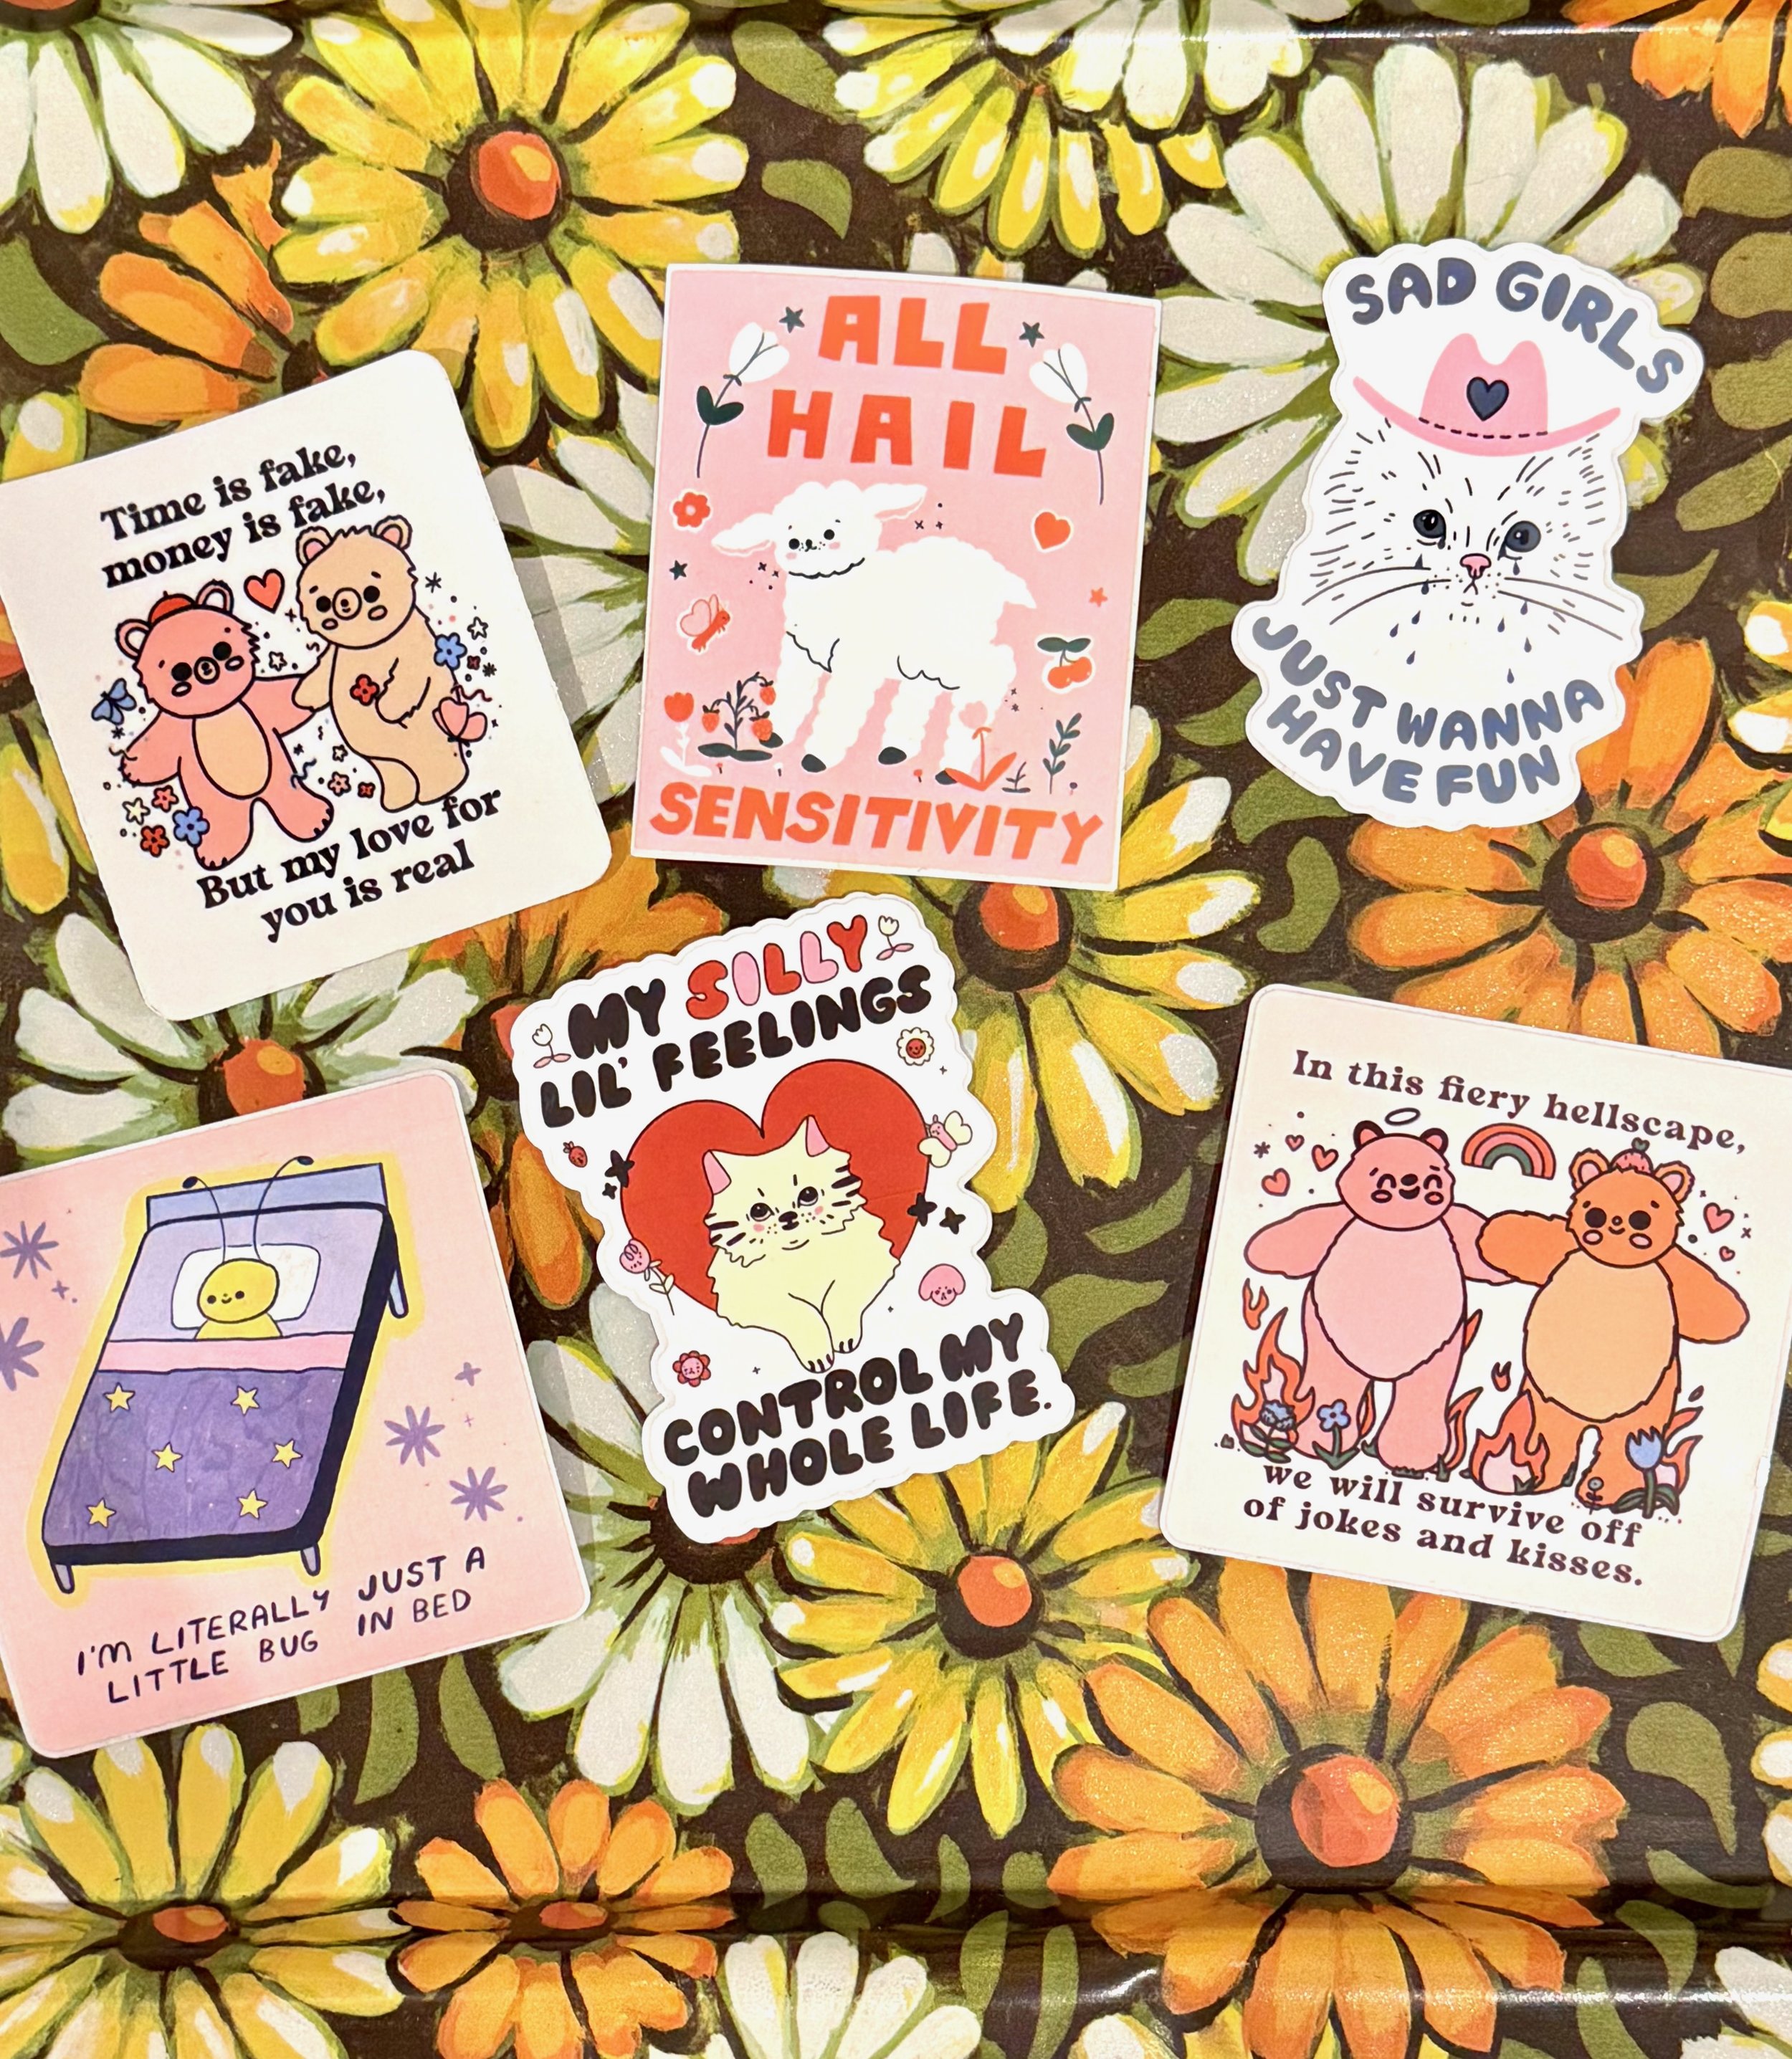 Time is fake,
money is fake,
But my love for
you is real
ALL
HAIL
SENSITIVITY
SAD GIRLS
JUST WANNA
HAVE FUN
I'M LITERALLY JUST A
LITTLE BUG IN BED
MY SILLY
LIL' FEELINGS
CONTROL MY
WHOLE LIFE.
In this fiery hellscape,
we will survive off
of jokes and kisses.